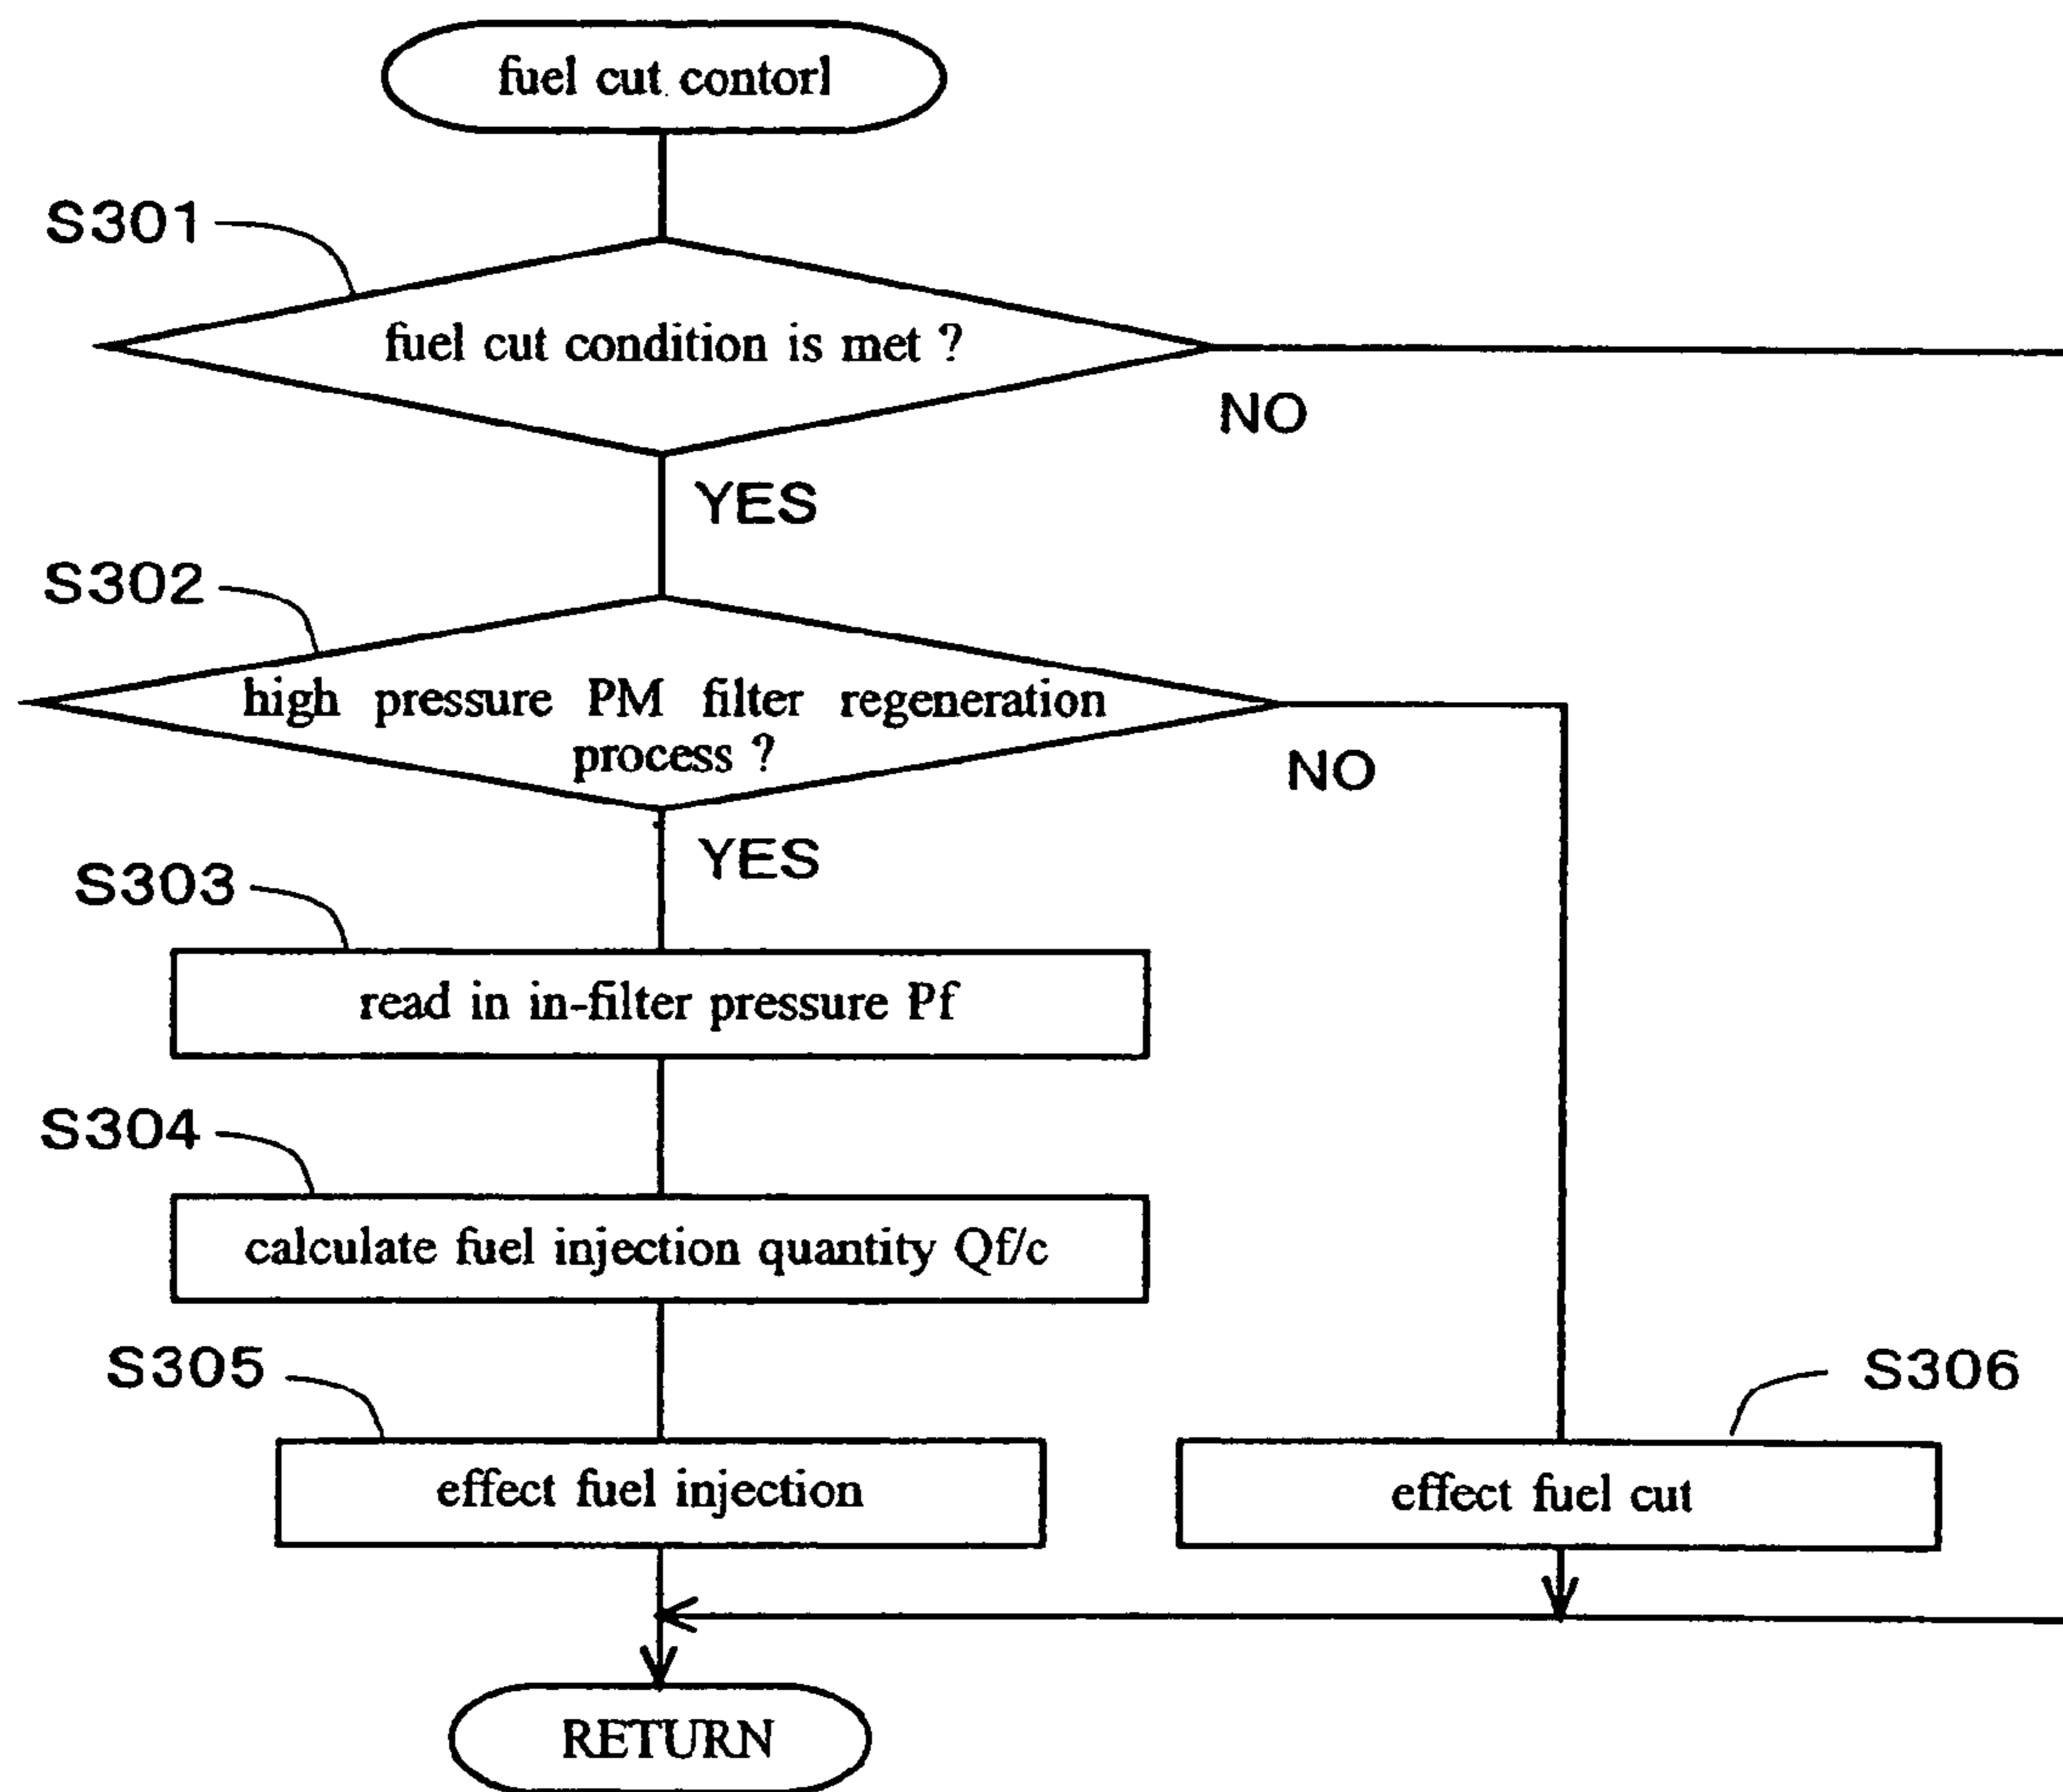 fuel cut contorl
S301
fuel cut condition is met ?
NO
YES
S302
high pressure PM filter regeneration
process ?
NO
YES
S303
read in in-filter pressure Pf
S304
calculate fuel injection quantity Qf/c
S305
effect fuel injection
S306
effect fuel cut
RETURN